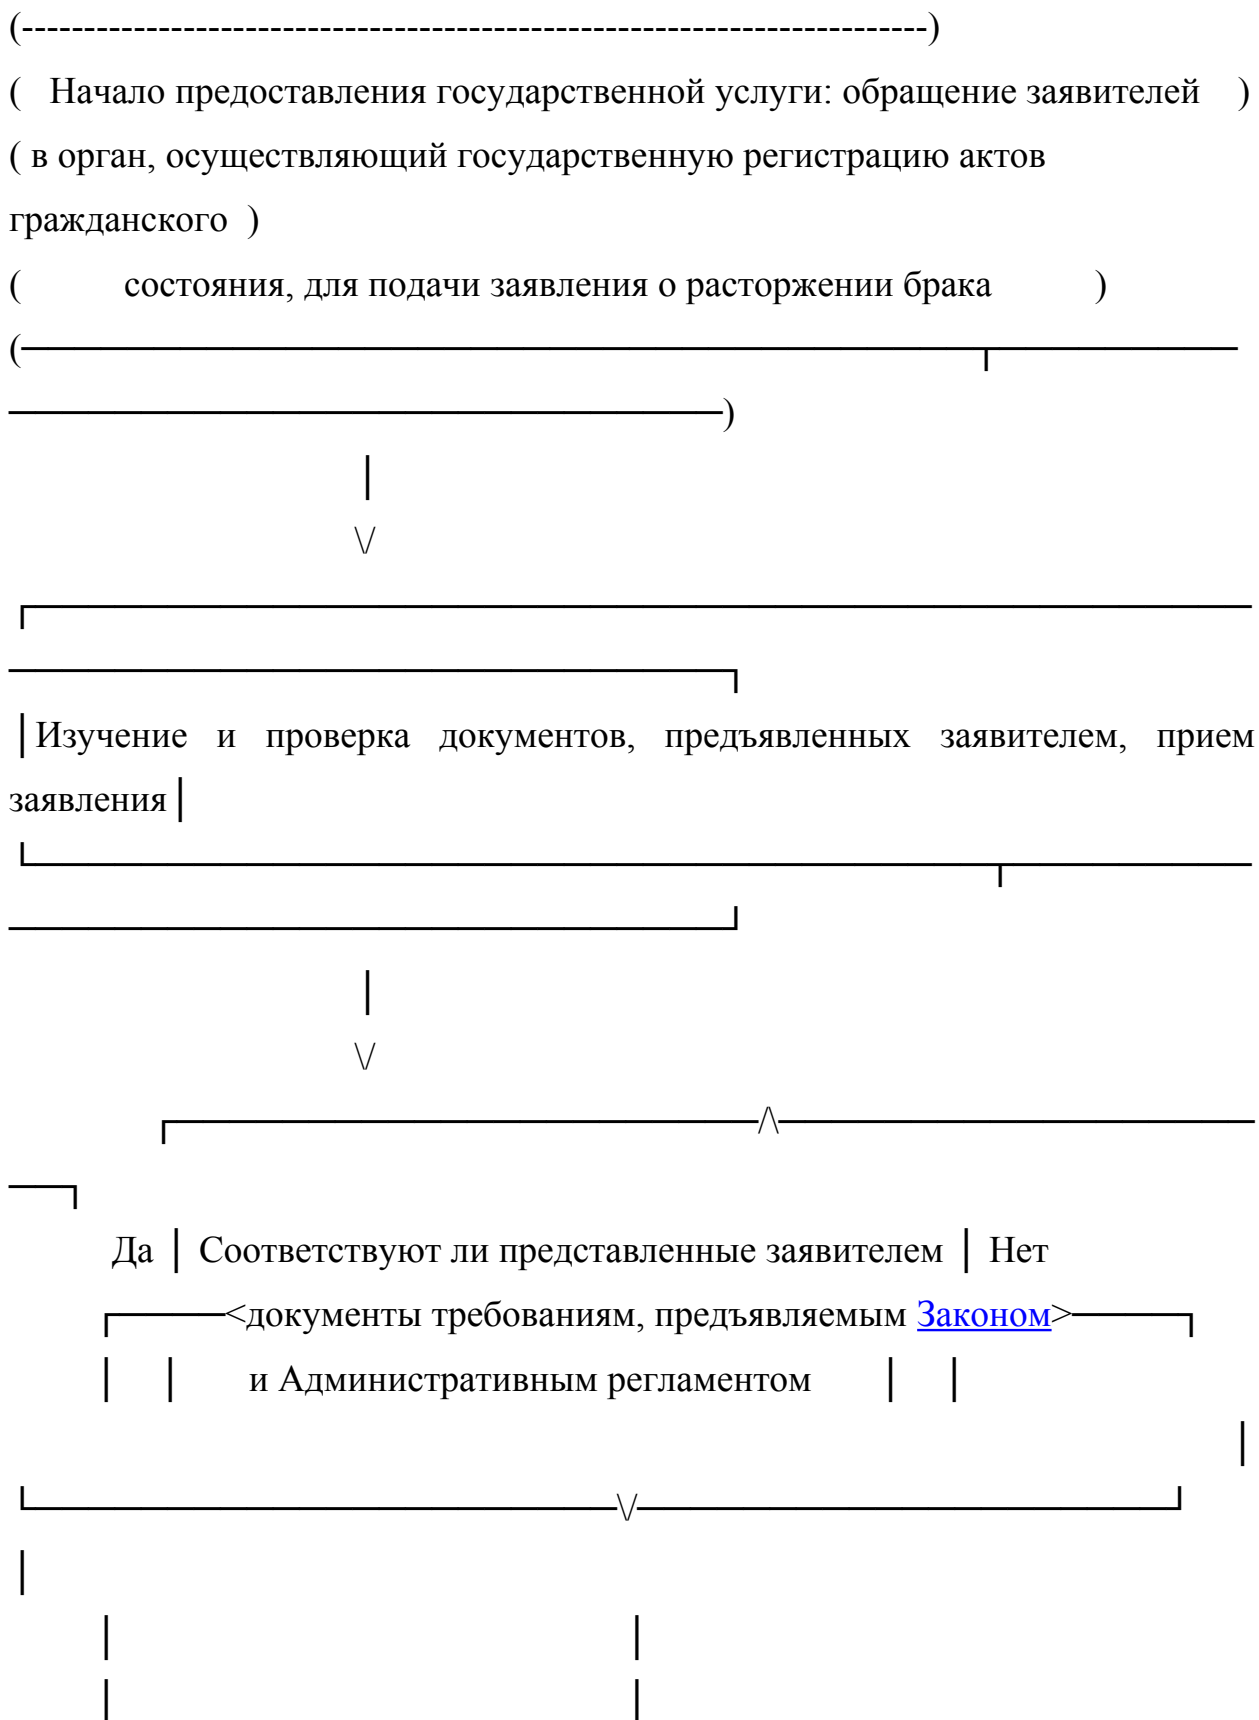 (-------------------------------------------------------------------------)
( Начало предоставления государственной услуги: обращение заявителей )
( в орган, осуществляющий государственную регистрацию актов
гражданского )
( состояния, для подачи заявления о расторжении брака )
(────────────────────────────────────┬─────────
───────────────────────────)
│
\/
┌──────────────────────────────────────────────
───────────────────────────┐
│Изучение и проверка документов, предъявленных заявителем, прием
заявления│
└────────────────────────────────────┬─────────
───────────────────────────┘
│
\/
┌──────────────────────/\──────────────────
──┐
Да │ Соответствуют ли представленные заявителем │ Нет
┌─────<документы требованиям, предъявляемым Законом>─────┐
│ │ и Административным регламентом │ │
│
└──────────────────────\/────────────────────┘
│
│ │
│ │